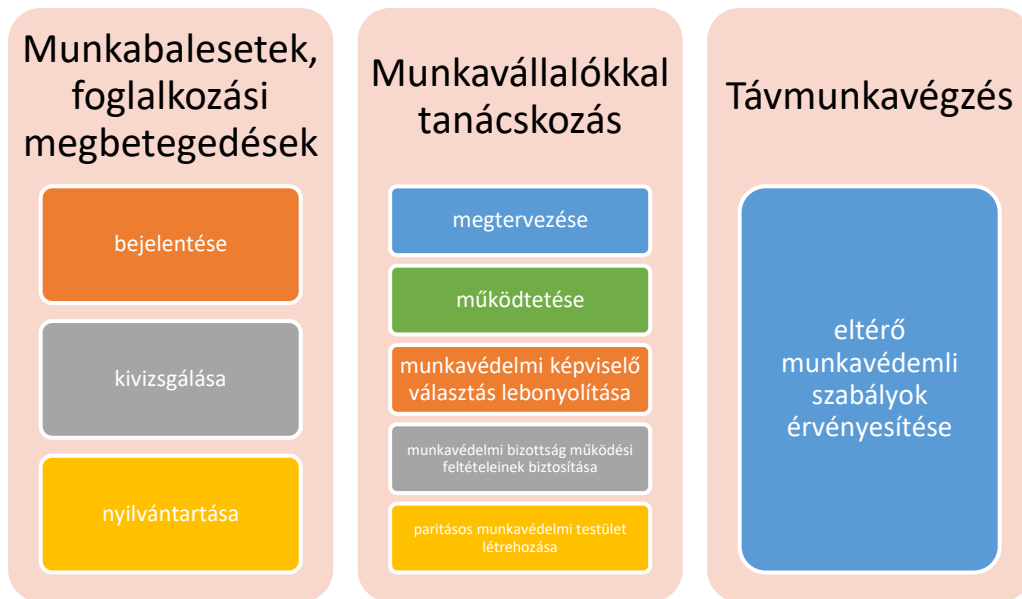 Munkabalesetek,
foglalkozási
megbetegedések
bejelentése
kivizsgálása
nyilvántartása
Munkavállalókkal
tanácskozás
megtervezése
működtetése
munkavédelmi képviselő
választás lebonyolítása
munkavédelmi bizottság működési
feltételeinek biztosítása
paritásos munkavédelmi testület
létrehozása
Távmunkavégzés
eltérő
munkavédemli
szabályok
érvényesítése